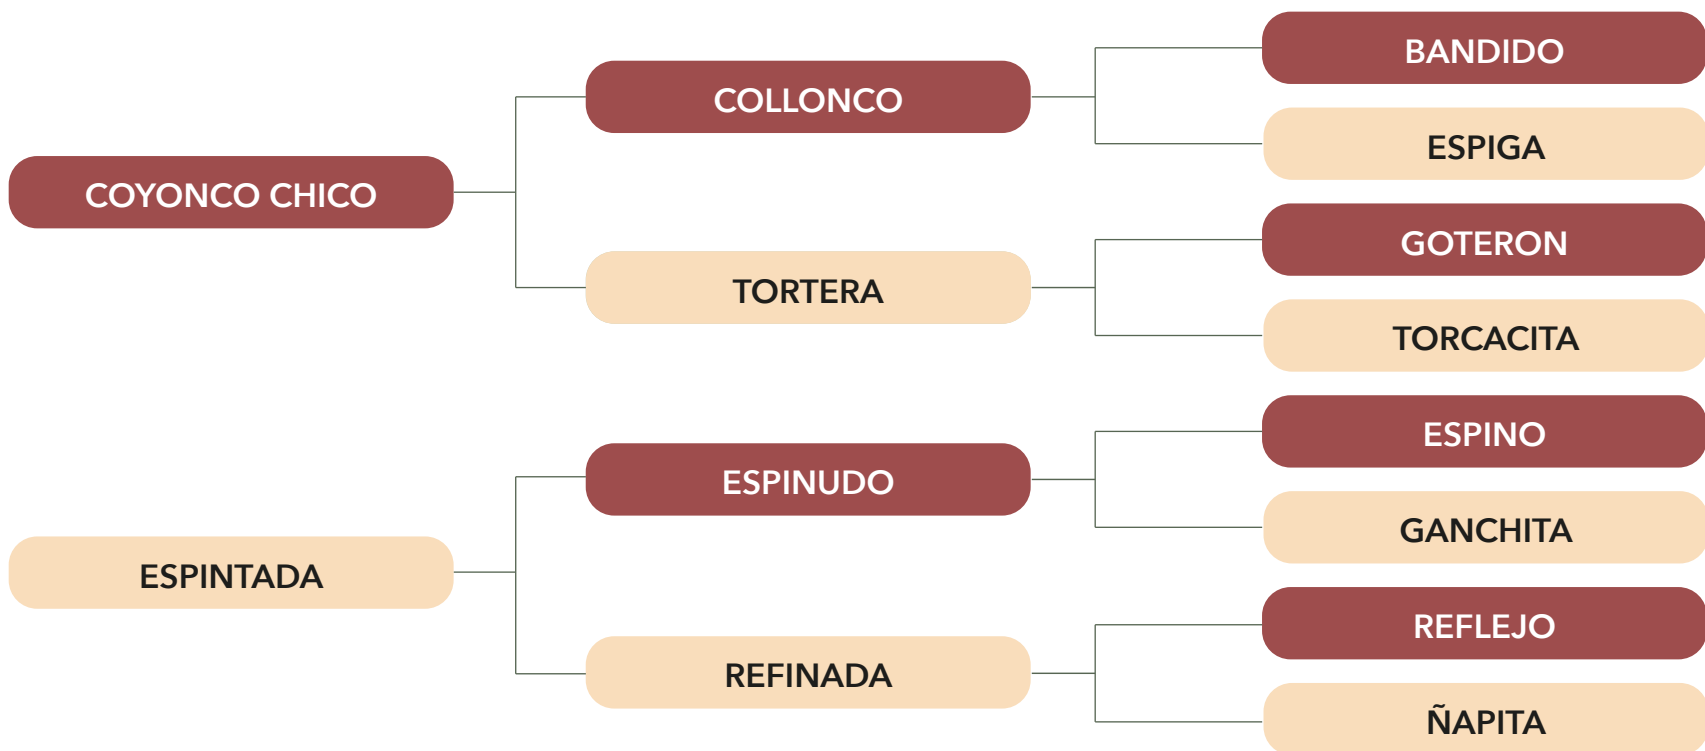 BANDIDO
COLLONCO
ESPIGA
COYONCO CHICO
GOTERON
TORTERA
TORCACITA
ESPINO
ESPINUDO
GANCHITA
ESPINTADA
REFLEJO
REFINADA
ÑAPITA